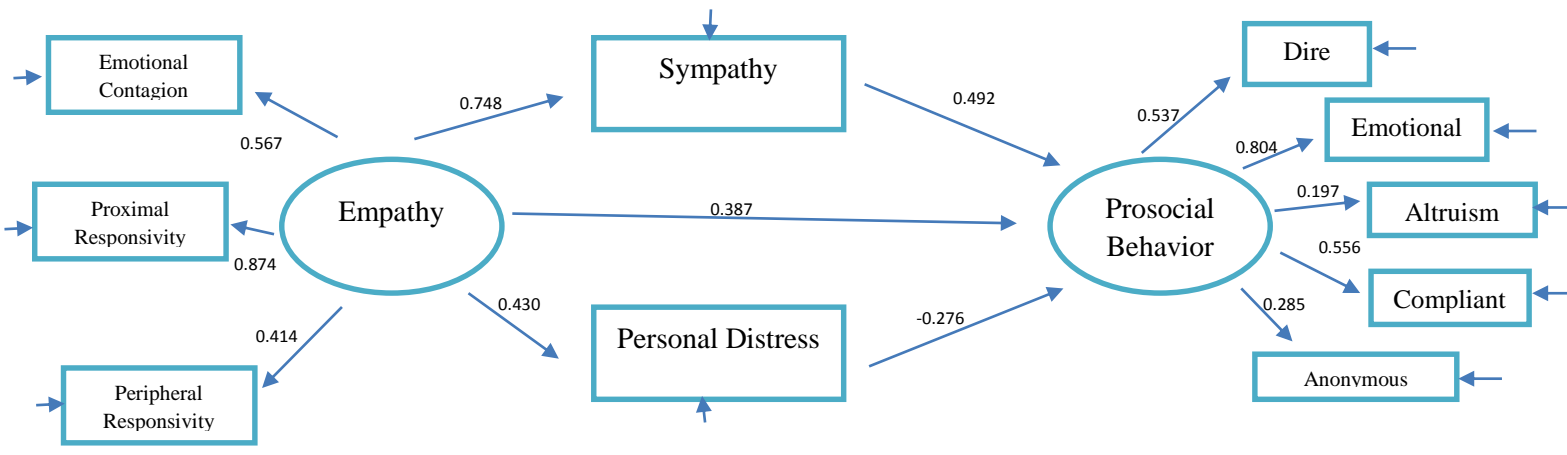 Emotional
Contagion
0.567
Proximal
Responsivity
0.874
Peripheral
Responsivity
0.414
Empathy
0.748
0.387
0.430
Sympathy
Personal Distress
0.492
-0.276
Prosocial
Behavior
0.537
0.804
0.197
0.556
0.285
Dire
Emotional
Altruism
Compliant
Anonymous